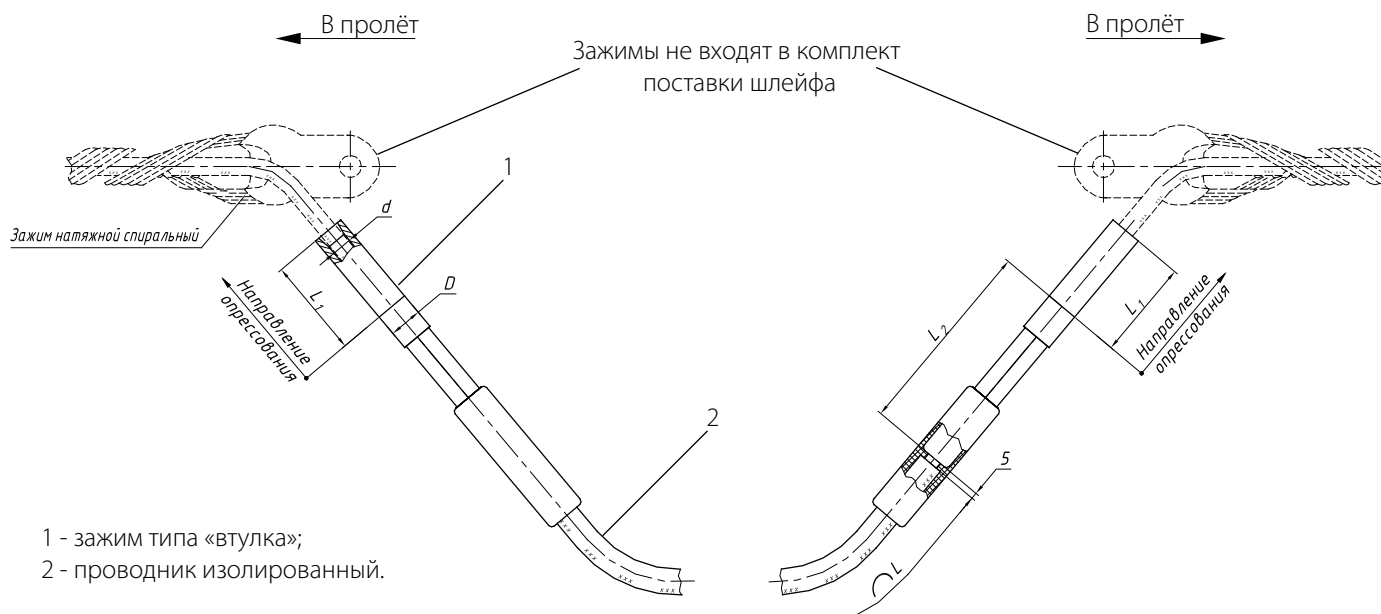 В пролёт
В пролёт
Зажимы не входят в комплект
поставки шлейфа
1
d
Зажим натяжной спиральный
D
L1
Направление
опрессования
L2
L1
Направление
опрессования
2
5
L
1 - зажим типа «втулка»;
2 - проводник изолированный.